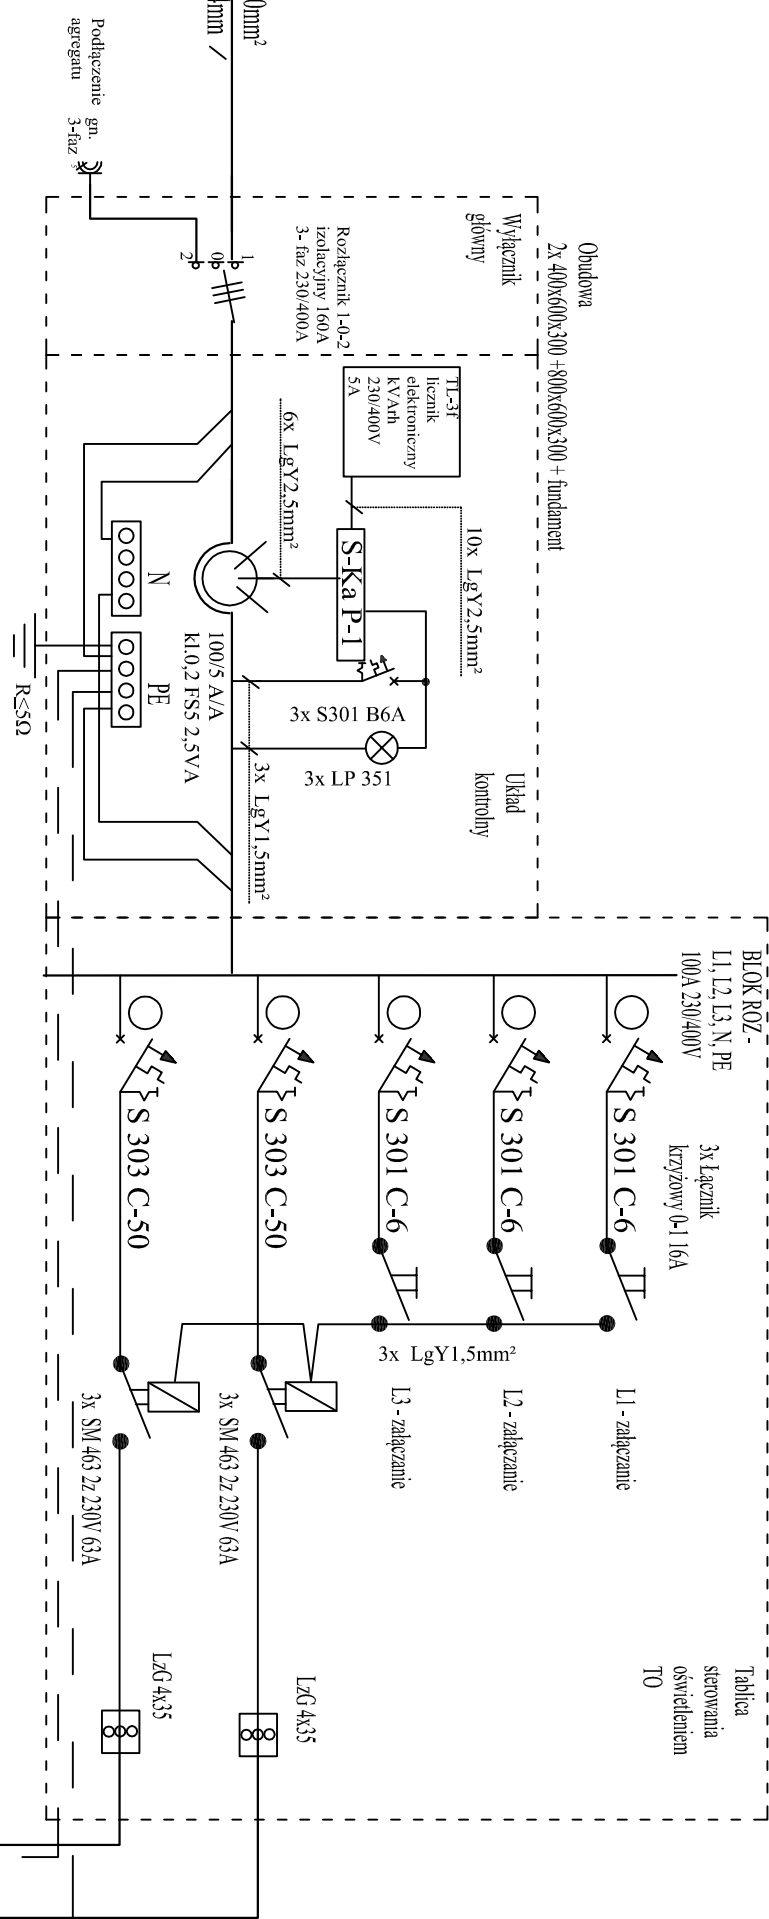 0mm²
4mm
Podłączenie gn.
agregatu 3-faz
Obudowa
2x 400x600x300 +800x600x300 + fundament
Wyłącznik
główny
Rozłącznik 1-0-2
izolacyjny 160A
3- faz 230/400A
1
0
2
TL-3f
licznik
elektroniczny
kVArh
230/400V
5A
10x LgY2,5mm²
6x LgY2,5mm²
S-Ka P-1
3x S301 B6A
3x LP 351
Układ
kontrolny
N
PE
100/5 A/A
kl.0,2 FS5 2,5VA
3x LgY1,5mm²
R≤5Ω
BLOK ROZ -
L1, L2, L3, N, PE
100A 230/400V
3x Łącznik
krzyżowy 0-1 16A
S 301 C-6
S 301 C-6
S 301 C-6
S 303 C-50
S 303 C-50
3x LgY1,5mm²
L1 - załączanie
L2 - załączanie
L3 - załączanie
3x SM 463 2z 230V 63A
3x SM 463 2z 230V 63A
LzG 4x35
LzG 4x35
Tablica
sterowania
oświetleniem
TO